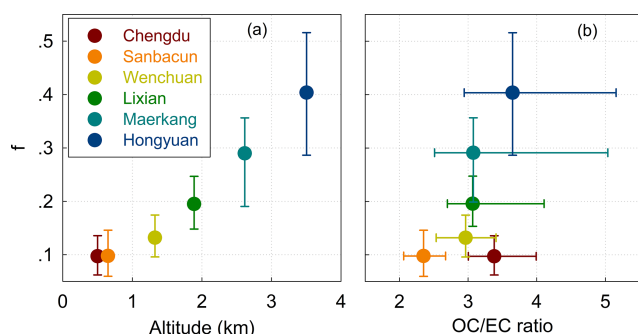 .5
.4
.3
.2
.1
f
Chengdu
Sanbacun
Wenchuan
Lixian
Maerkang
Hongyuan
(a)
0 1 2 3 4
Altitude (km)
(b)
2 3 4 5
OC/EC ratio